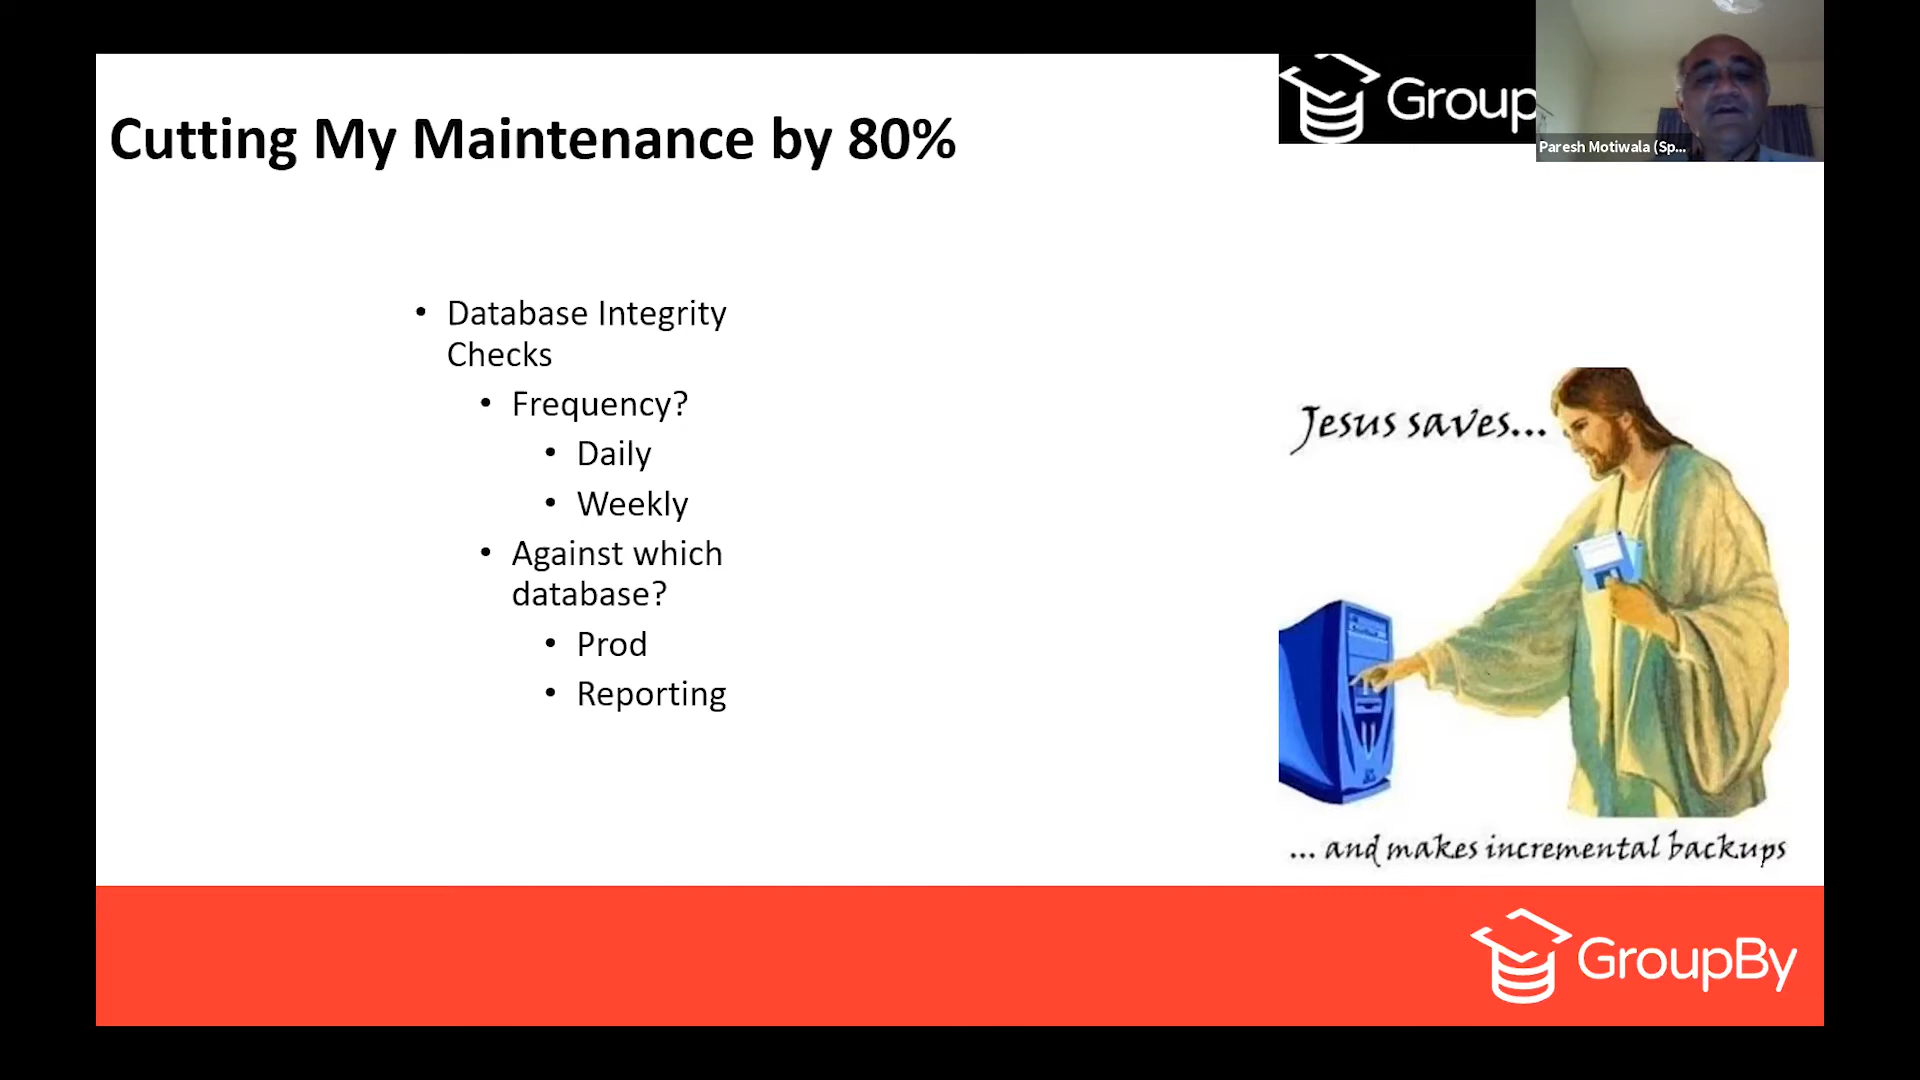 Cutting My Maintenance by 80%
Group
Paresh Motiwala (Sp...
• Database Integrity
Checks
• Frequency?
• Daily
• Weekly
• Against which
database?
• Prod
• Reporting
Jesus saves...
... and makes incremental backups
GroupBy